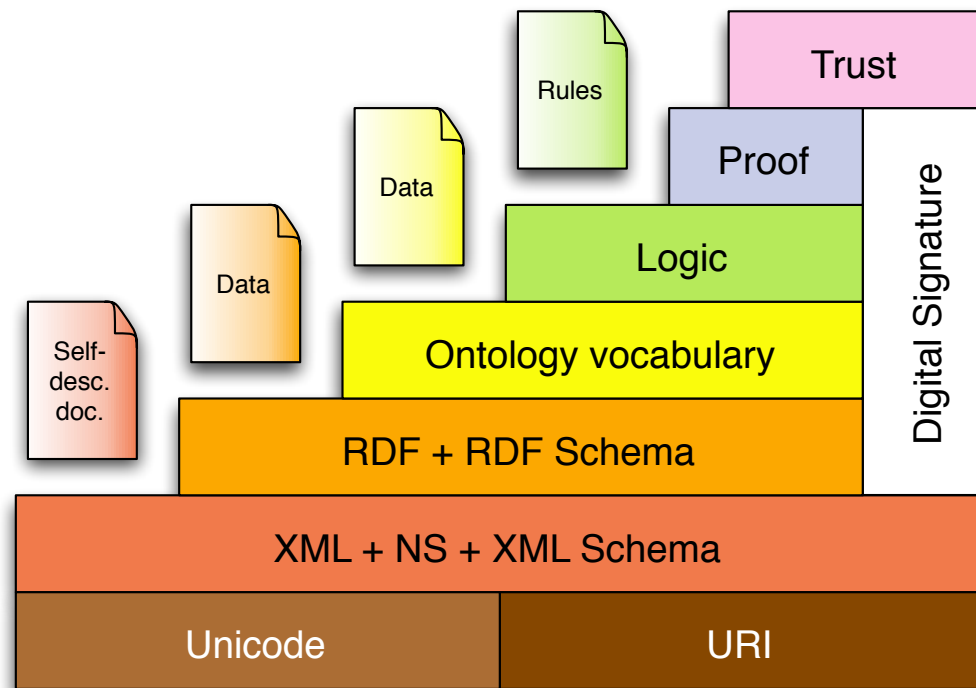 Trust
Rules
Proof
Data
Logic
Digital Signature
Data
Self-
desc.
doc.
Ontology vocabulary
RDF + RDF Schema
XML + NS + XML Schema
Unicode
URI